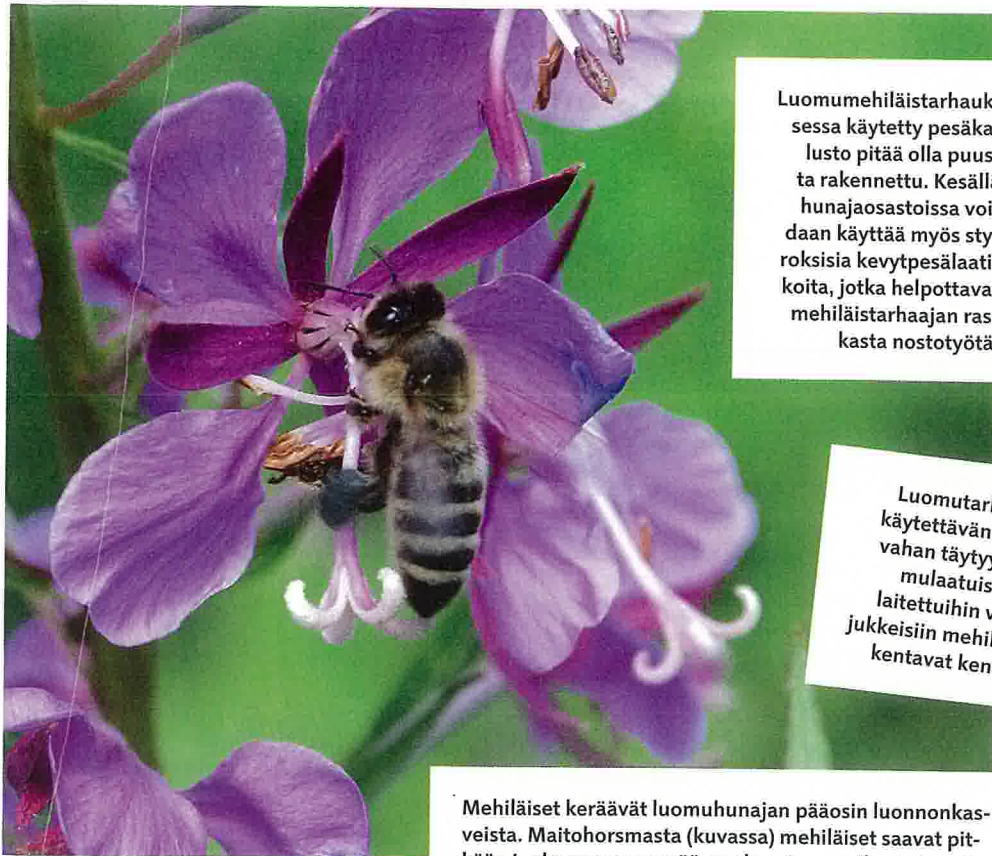 Luomumehiläistarhauk
sessa käytetty pesäka
lusto pitää olla puus
ta rakennettu. Kesällä
hunajaosastoissa voi
daan käyttää myös sty
roksisia kevytpesälaati
koita, jotka helpottava
mehiläistarhaajan ras
kasta nostotyötä
Luomutarl
käytettävän
vahan täytyy
mulaatuis
laitettuihin v
jukkeisiin mehil
kentavat ken
Mehiläiset keräävät luomuhunajan pääosin luonnonkas-
veista. Maitohorsmasta (kuvassa) mehiläiset saavat pit-